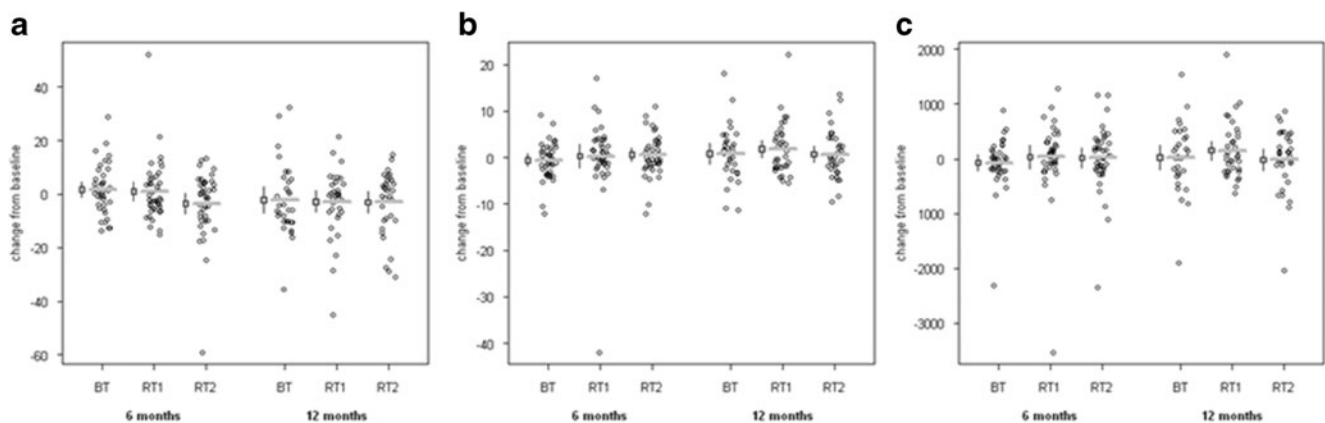 a
change from baseline
40
20
0
-20
-40
-60
BT RT1 RT2 BT RT1 RT2
6 months 12 months
b
change from baseline
20
10
0
-10
-20
-30
-40
BT RT1 RT2 BT RT1 RT2
6 months 12 months
c
change from baseline
2000
1000
0
1000
-2000
-3000
BT RT1 RT2 BT RT1 RT2
6 months 12 months